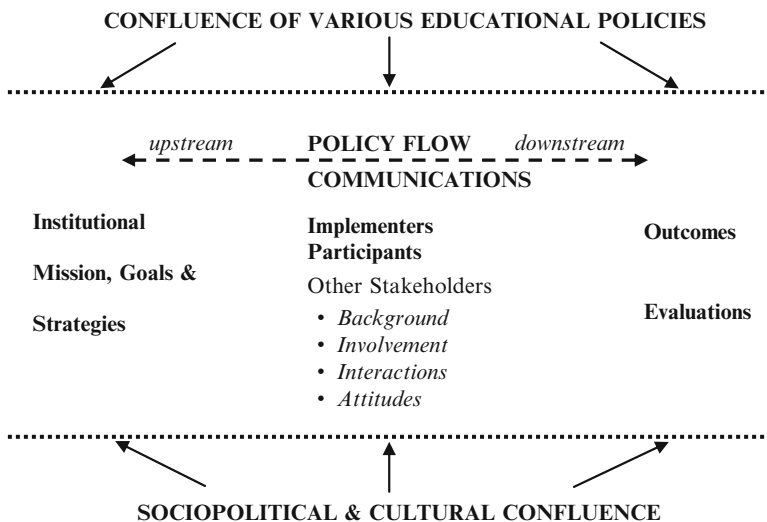 CONFLUENCE OF VARIOUS EDUCATIONAL POLICIES
upstream POLICY FLOW downstream
COMMUNICATIONS
Institutional
Mission, Goals &
Strategies
Implementers
Participants
Other Stakeholders
• Background
• Involvement
• Interactions
• Attitudes
Outcomes
Evaluations
SOCIOPOLITICAL & CULTURAL CONFLUENCE